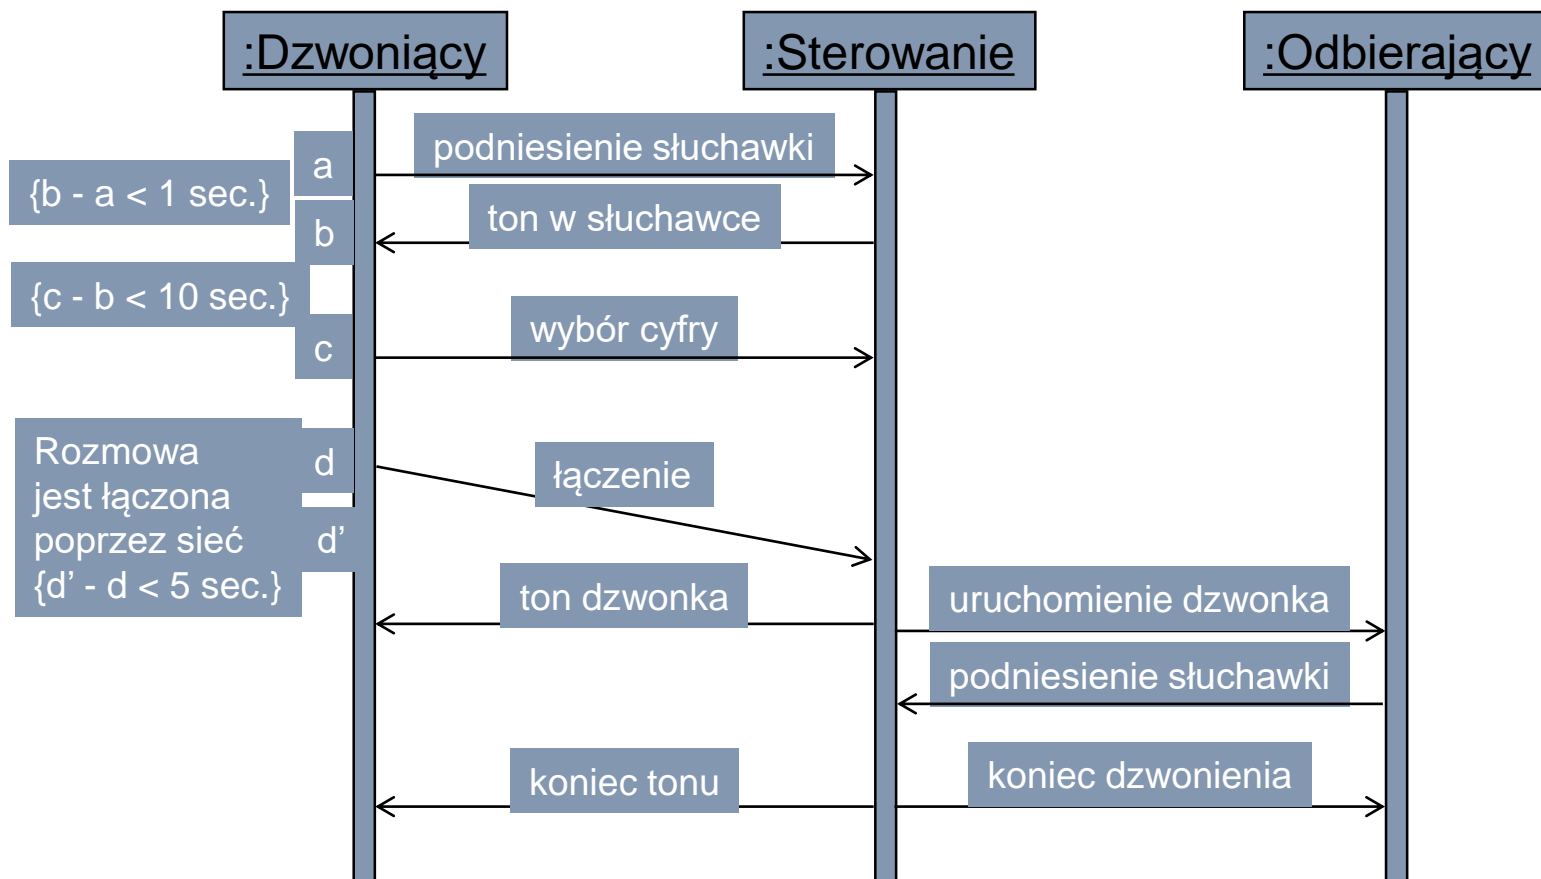 :Dzwoniący
:Sterowanie
:Odbierający
podniesienie słuchawki
a
{b - a < 1 sec.}
ton w słuchawce
b
{c - b < 10 sec.}
wybór cyfry
c
Rozmowa
jest łączona
poprzez sieć
{d’ - d < 5 sec.}
d
łączenie
d’
ton dzwonka
uruchomienie dzwonka
podniesienie słuchawki
koniec tonu
koniec dzwonienia